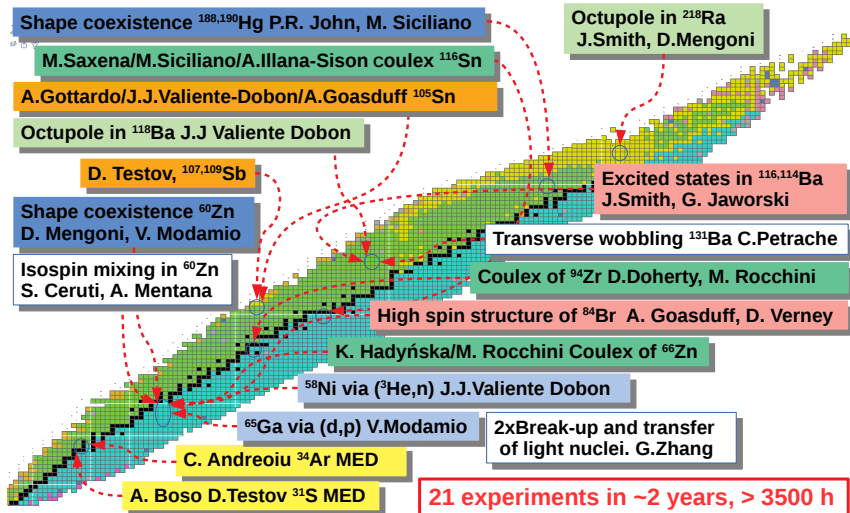 Shape coexistence ¹⁸⁸,¹⁹⁰Hg P.R. John, M. Siciliano
Octupole in ²¹⁸Ra
J.Smith, D.Mengoni
M.Saxena/M.Siciliano/A.Illana-Sison coulex ¹¹⁶Sn
A.Gottardo/J.J.Valiente-Dobon/A.Goasduff ¹⁰⁵Sn
Octupole in ¹¹⁸Ba J.J Valiente Dobon
D. Testov, ¹⁰⁷,¹⁰⁹Sb
Excited states in ¹¹⁶,¹¹⁴Ba
J.Smith, G. Jaworski
Shape coexistence ⁶⁰Zn
D. Mengoni, V. Modamio
Transverse wobbling ¹³¹Ba C.Petrache
Isospin mixing in ⁶⁰Zn
S. Ceruti, A. Mentana
Coulex of ⁹⁴Zr D.Doherty, M. Rocchini
High spin structure of ⁸⁴Br A. Goasduff, D. Verney
K. Hadyńska/M. Rocchini Coulex of ⁶⁶Zn
⁵⁸Ni via (³He,n) J.J.Valiente Dobon
⁶⁵Ga via (d,p) V.Modamio
2xBreak-up and transfer
of light nuclei. G.Zhang
C. Andreoiu ³⁴Ar MED
A. Boso D.Testov ³¹S MED
21 experiments in ~2 years, > 3500 h